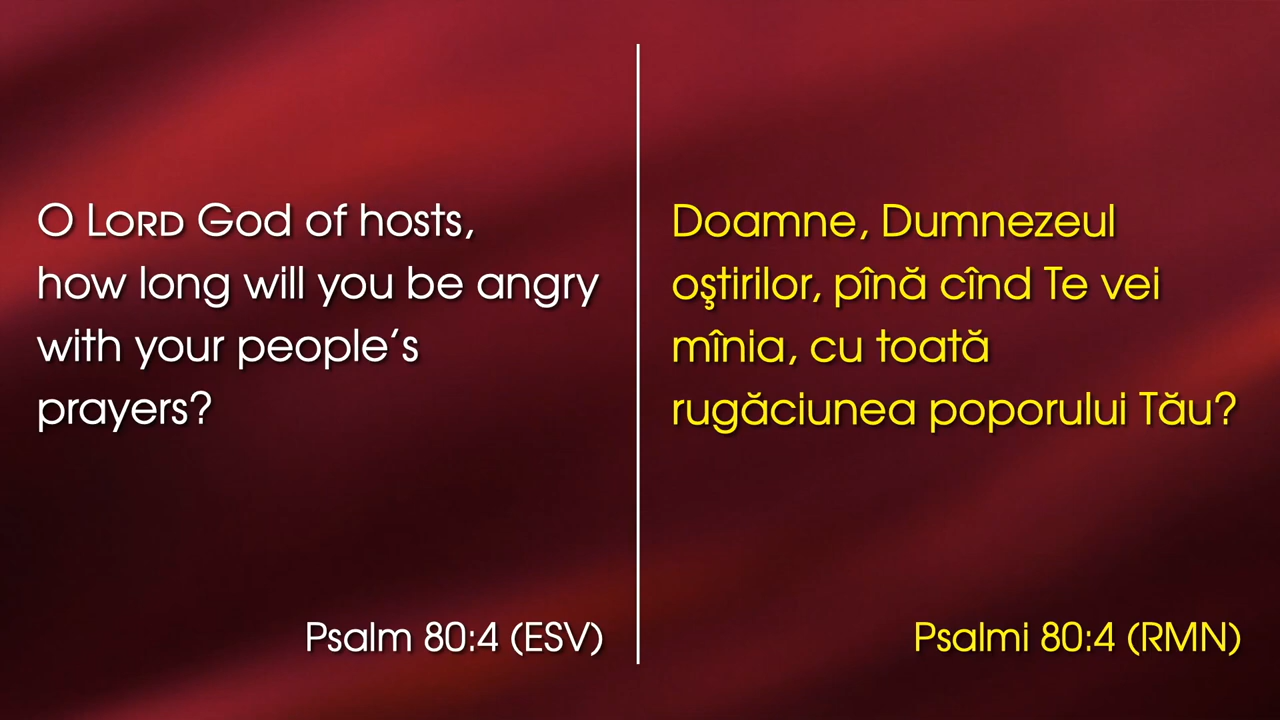 O LORD God of hosts,
how long will you be angry
with your people’s
prayers?
Psalm 80:4 (ESV)
Doamne, Dumnezeul
oştirilor, pînă cînd Te vei
mînia, cu toată
rugăciunea poporului Tău?
Psalmi 80:4 (RMN)